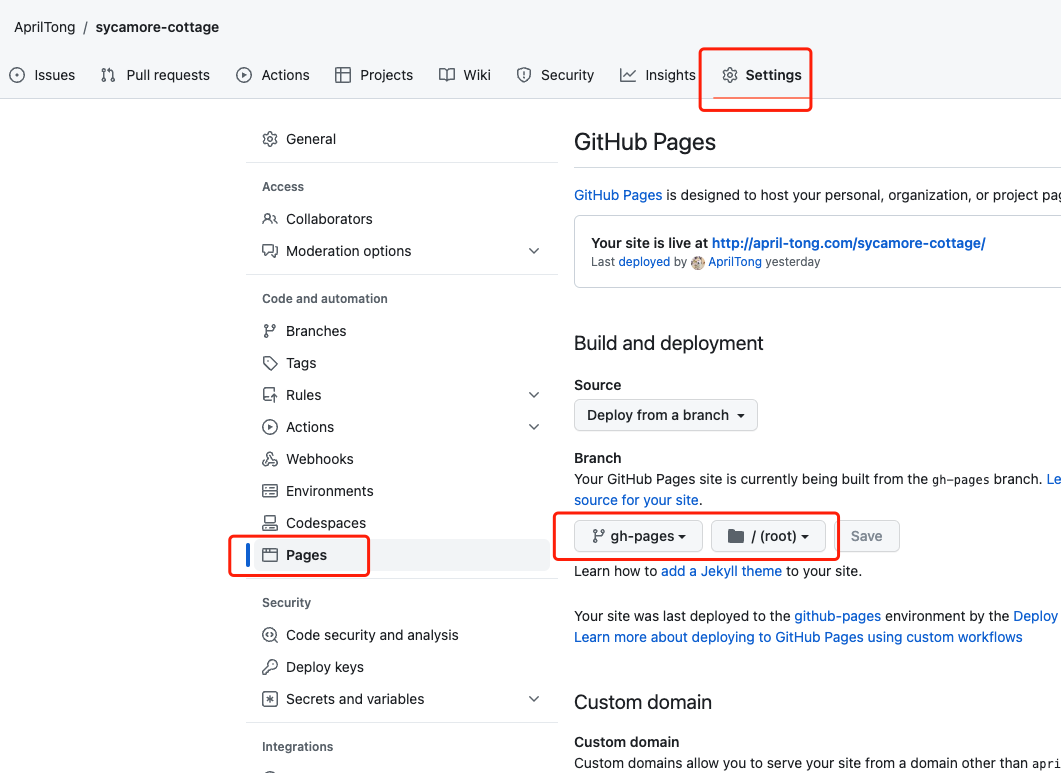 AprilTong / sycamore-cottage
Issues Pull requests Actions Projects Wiki Security Insights Settings
General
Access
Collaborators
Moderation options
Code and automation
Branches
Tags
Rules
Actions
Webhooks
Environments
Codespaces
Pages
Security
Code security and analysis
Deploy keys
Secrets and variables
Integrations
GitHub Pages
GitHub Pages is designed to host your personal, organization, or project
Your site is live at http://april-tong.com/sycamore-cottage/
Last deployed by AprilTong yesterday
Build and deployment
Source
Deploy from a branch
Branch
Your GitHub Pages site is currently being built from the gh-pages branch.
source for your site.
gh-pages / (root) Save
Learn how to add a Jekyll theme to your site.
Your site was last deployed to the github-pages environment by the Deploy
Learn more about deploying to GitHub Pages using custom workflows
Custom domain
Custom domain
Custom domains allow you to serve your site from a domain other than